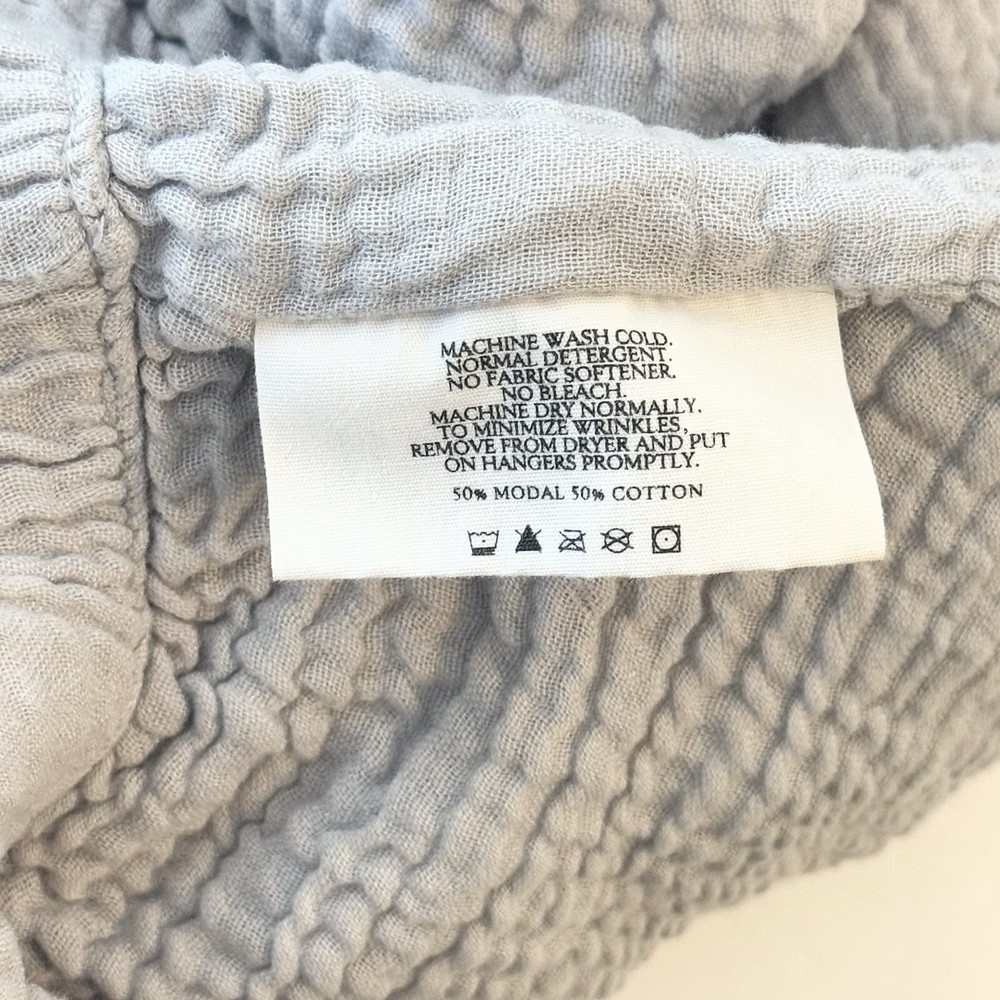 MACHINE WASH COLD.
NORMAL DETERGENT.
NO FABRIC SOFTENER.
NO BLEACH.
MACHINE DRY NORMALLY.
TO MINIMIZE WRINKLES,
REMOVE FROM DRYER AND PUT
ON HANGERS PROMPTLY.
50% MODAL 50% COTTON